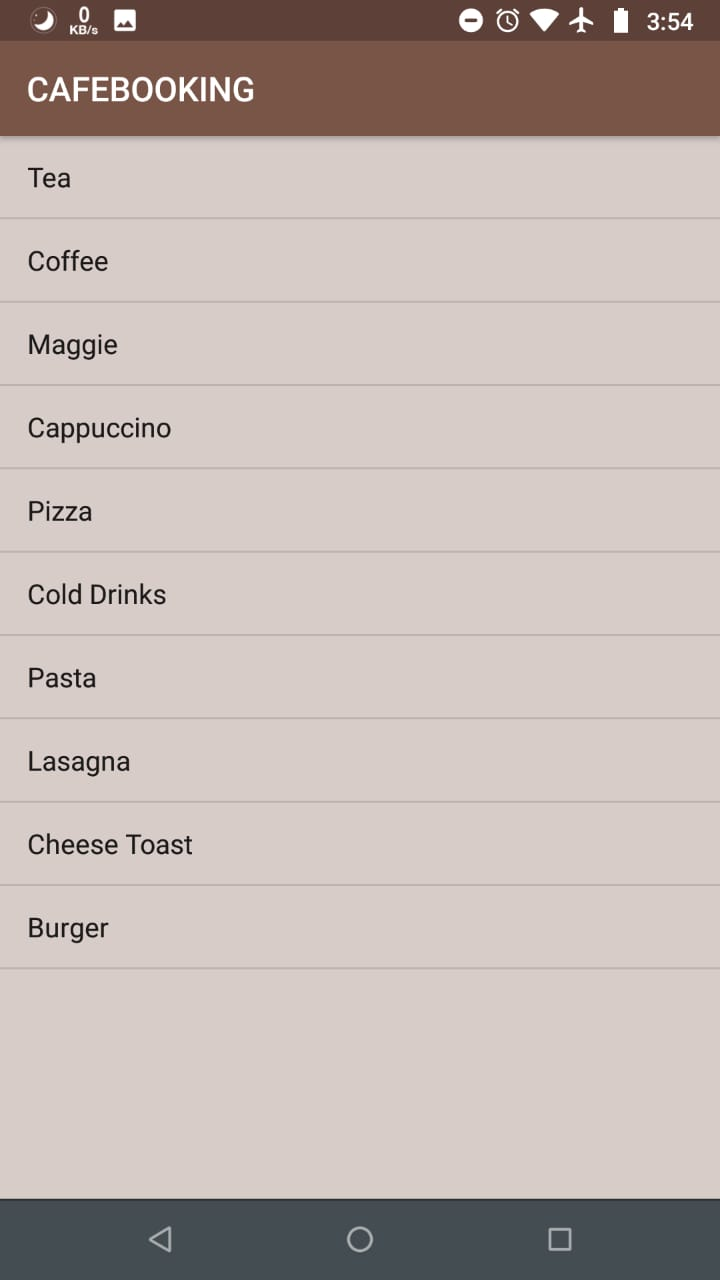 0
KB/s
3:54
CAFEBOOKING
Tea
Coffee
Maggie
Cappuccino
Pizza
Cold Drinks
Pasta
Lasagna
Cheese Toast
Burger